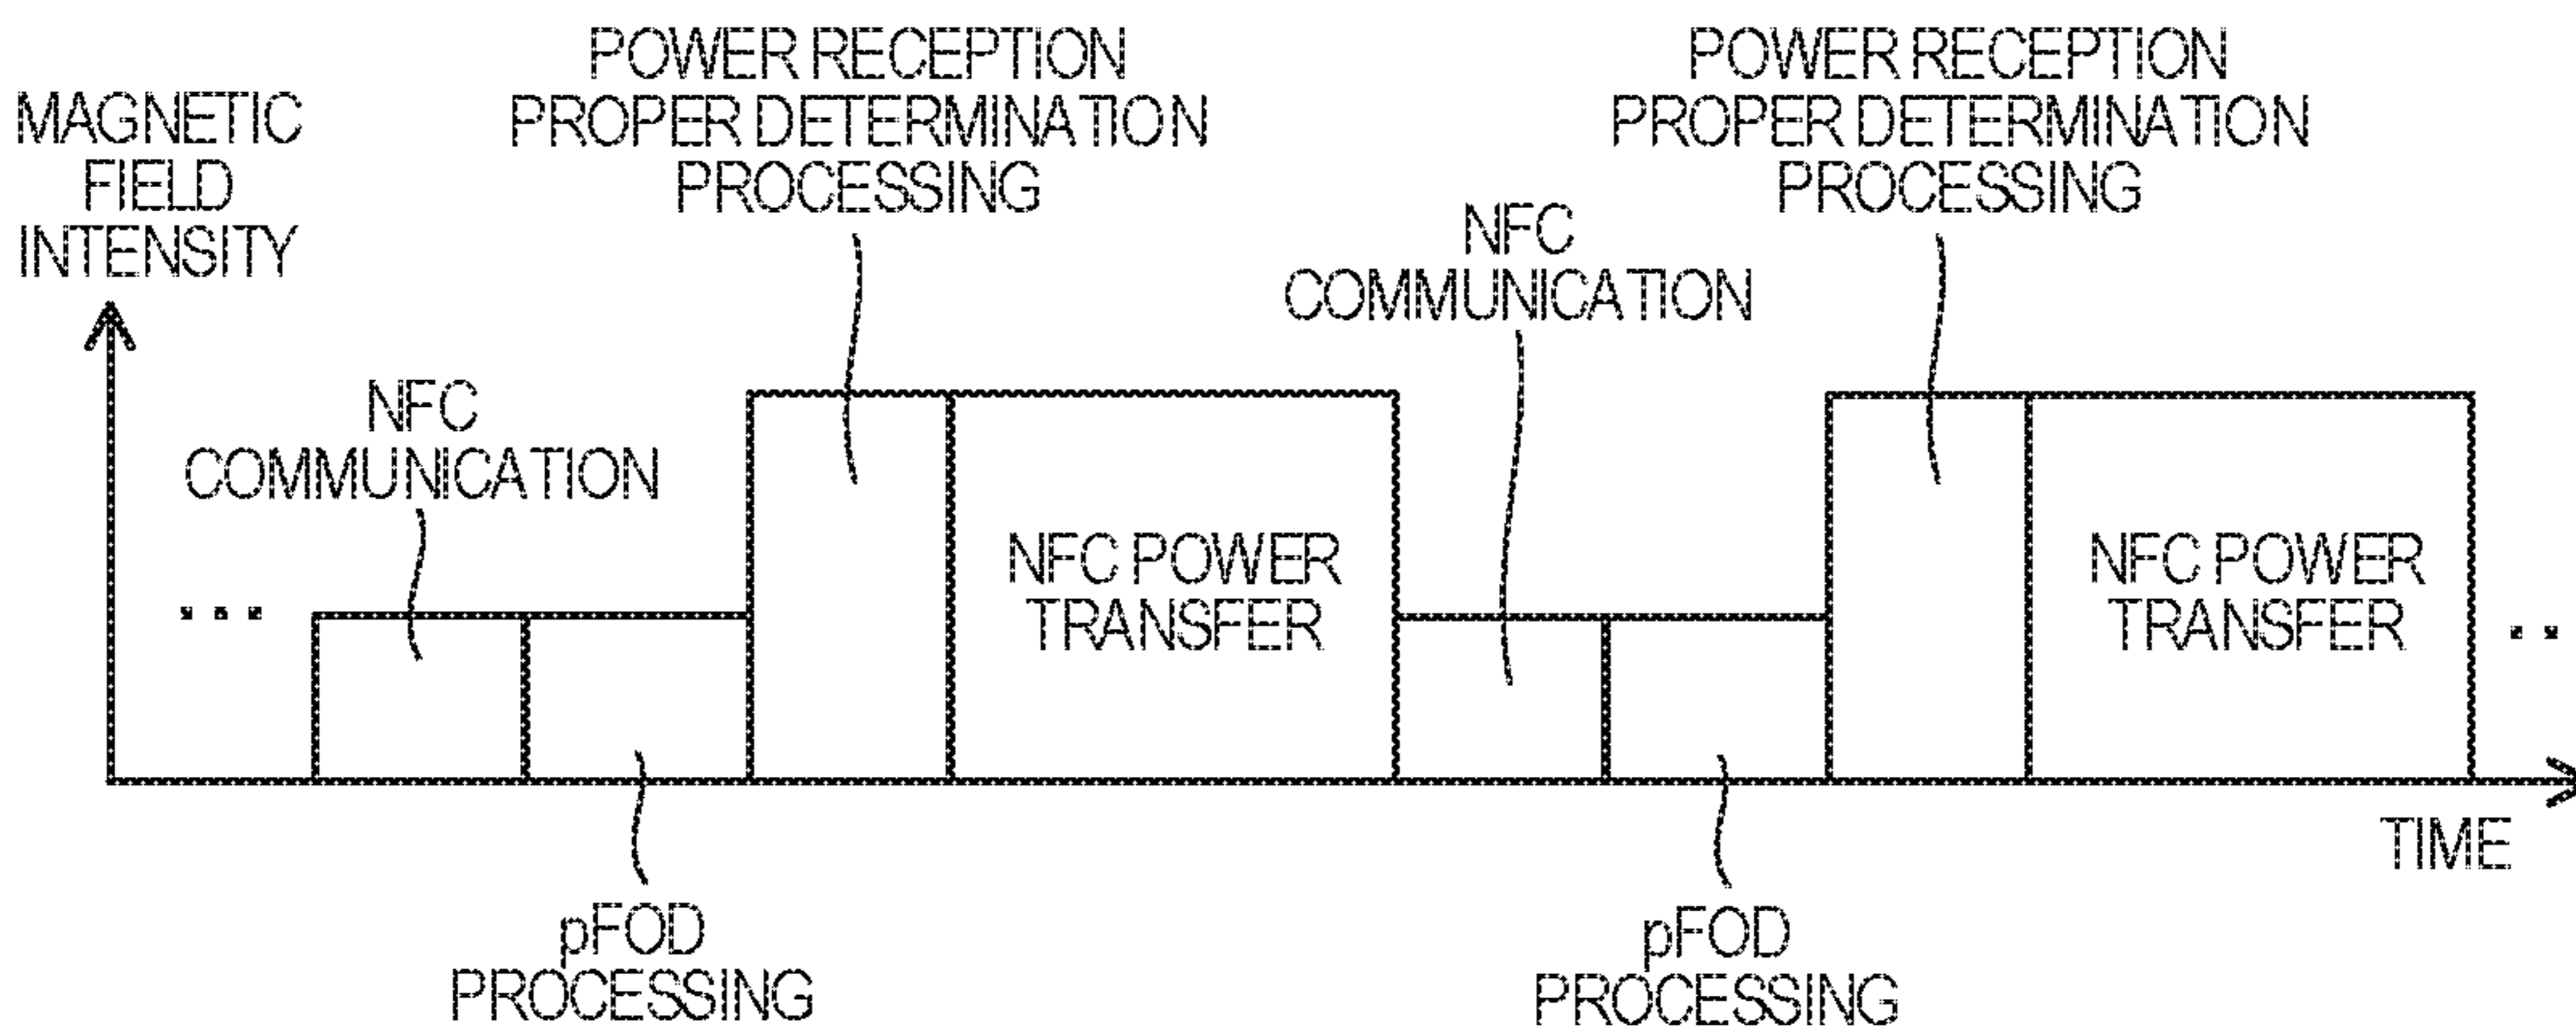 MAGNETIC
FIELD
INTENSITY
NFC
COMMUNICATION
POWER RECEPTION
PROPER DETERMINATION
PROCESSING
NFC
COMMUNICATION
POWER RECEPTION
PROPER DETERMINATION
PROCESSING
...
NFC POWER
TRANSFER
NFC POWER
TRANSFER
..
TIME
pFOD
PROCESSING
pFOD
PROCESSING